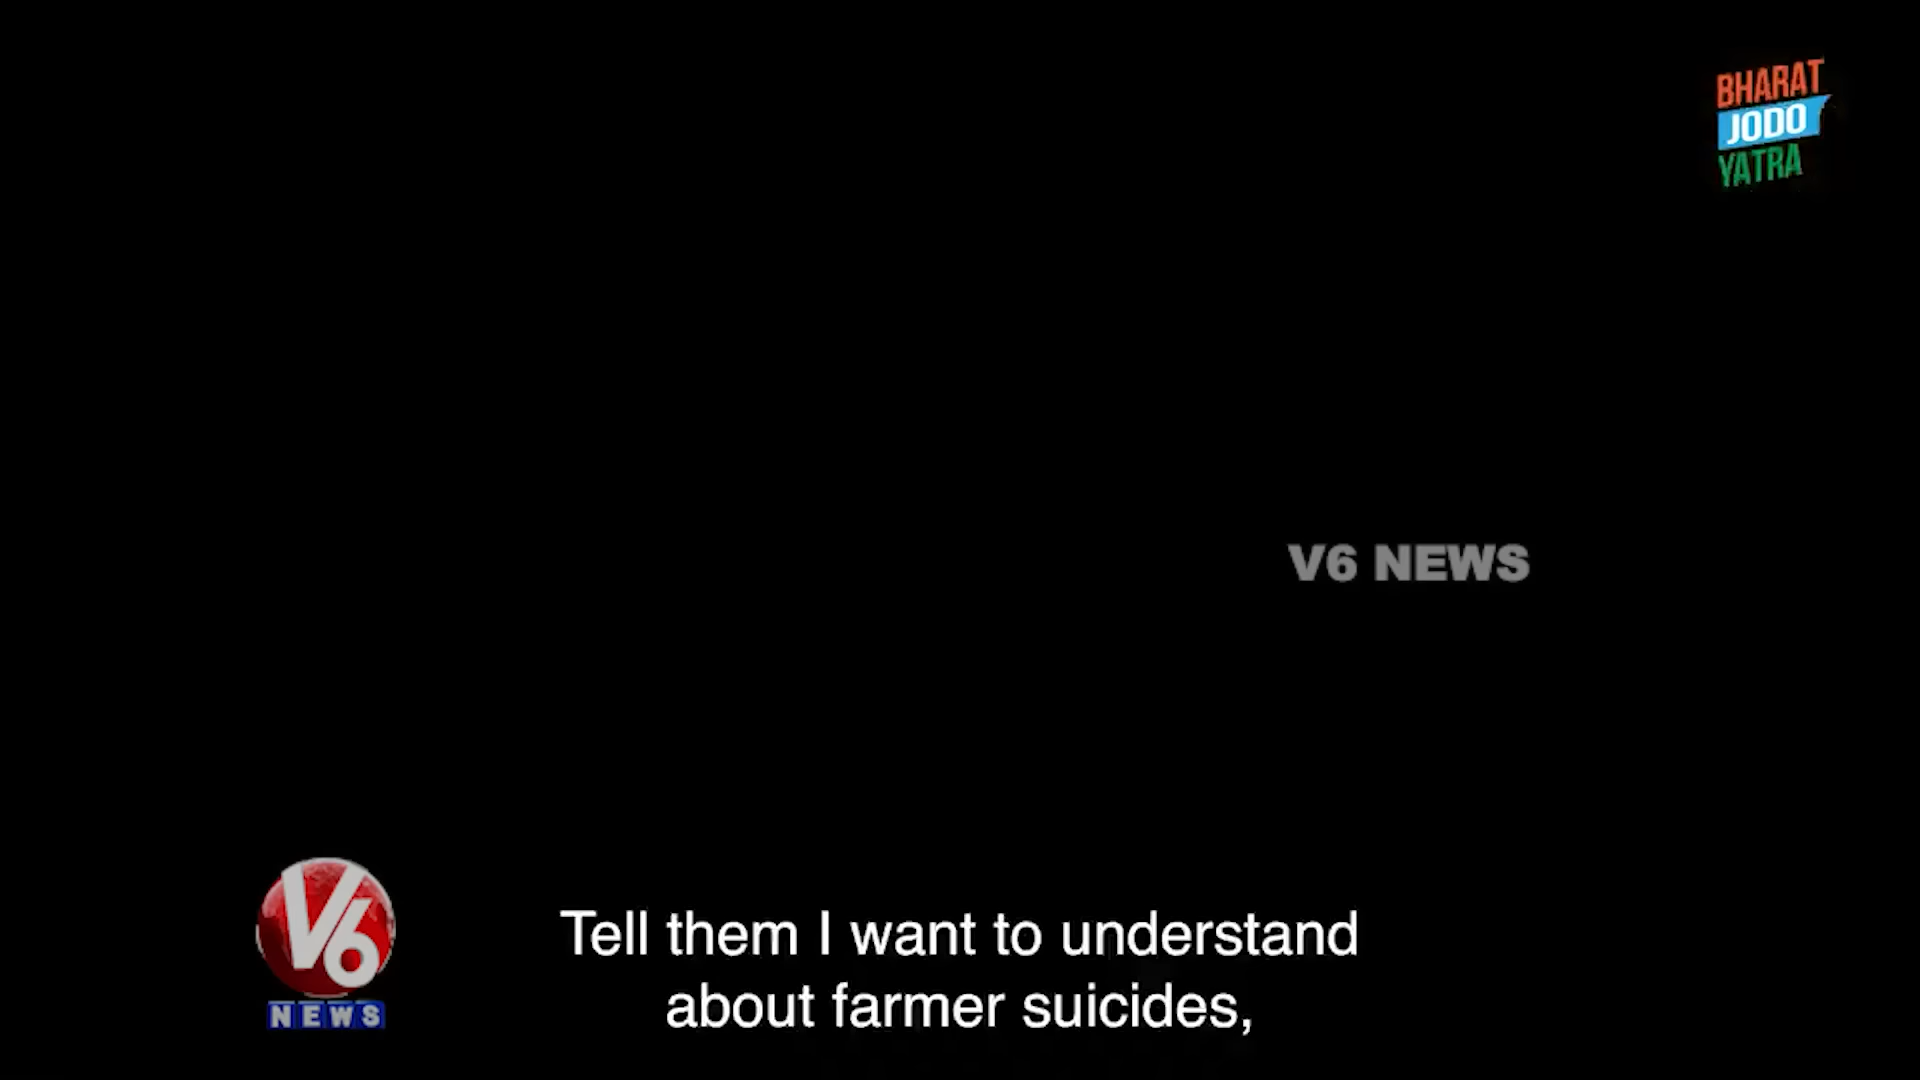 BHARAT
JODO
YATRA
V6 NEWS
V6
NEWS
Tell them I want to understand
about farmer suicides,